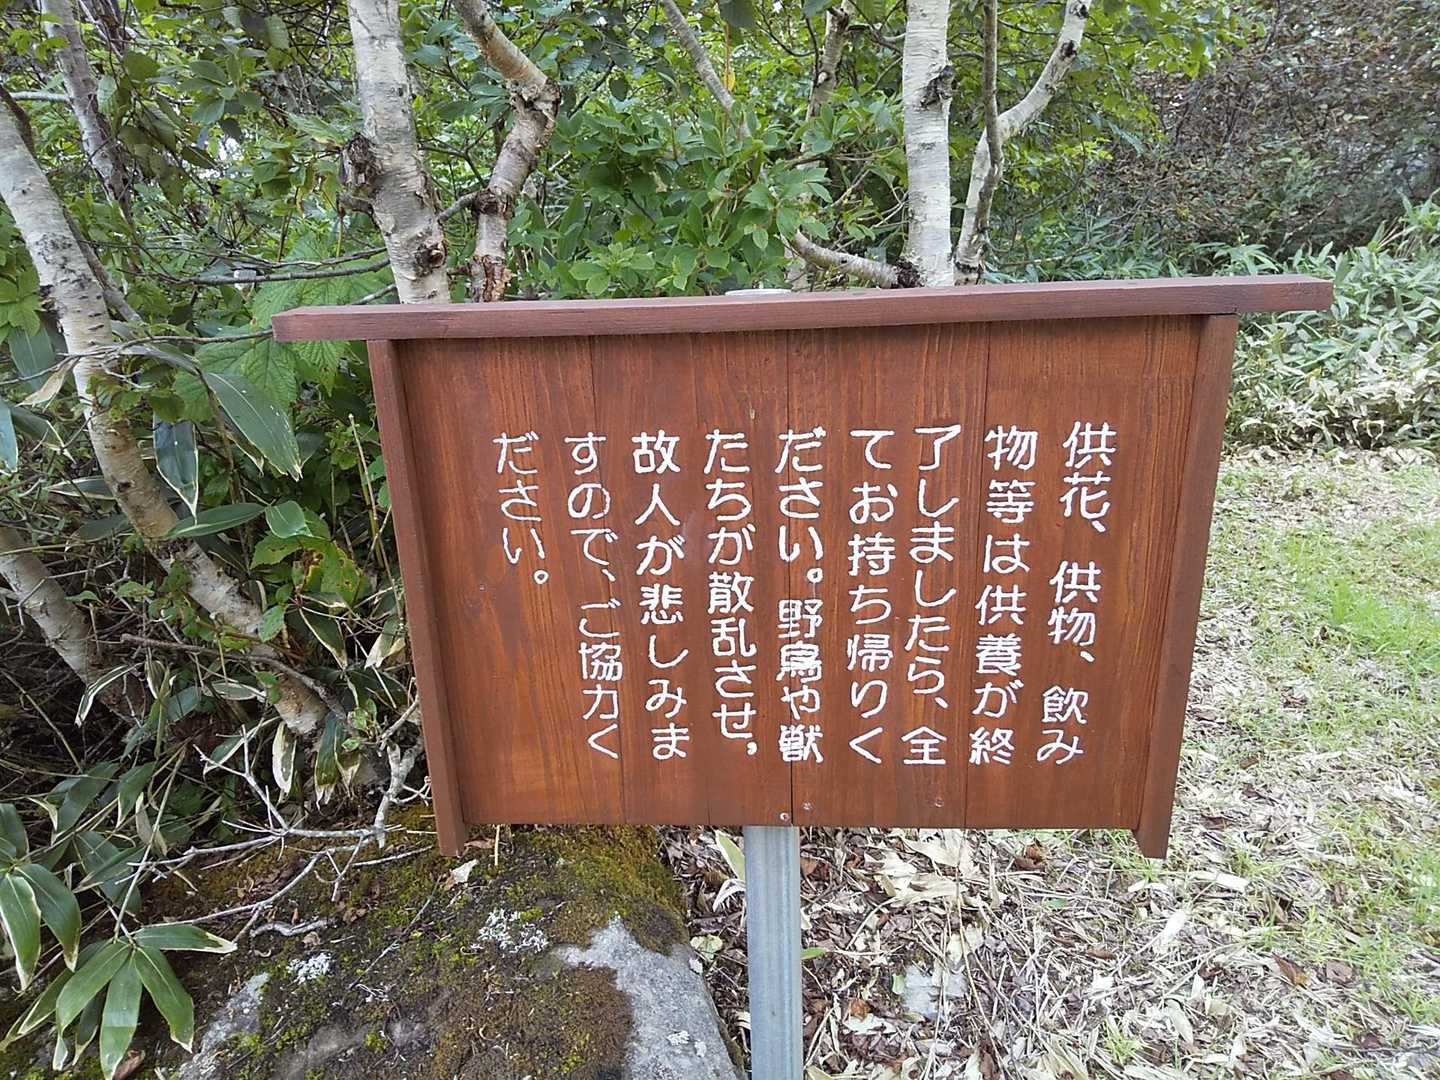 供花、供物、飲み
物等は供養が終
了しましたら、全
てお持ち帰りく
ださい。野鳥や獣
たちが散乱させ,
故人が悲しみま
すので、ご協力く
ださい。